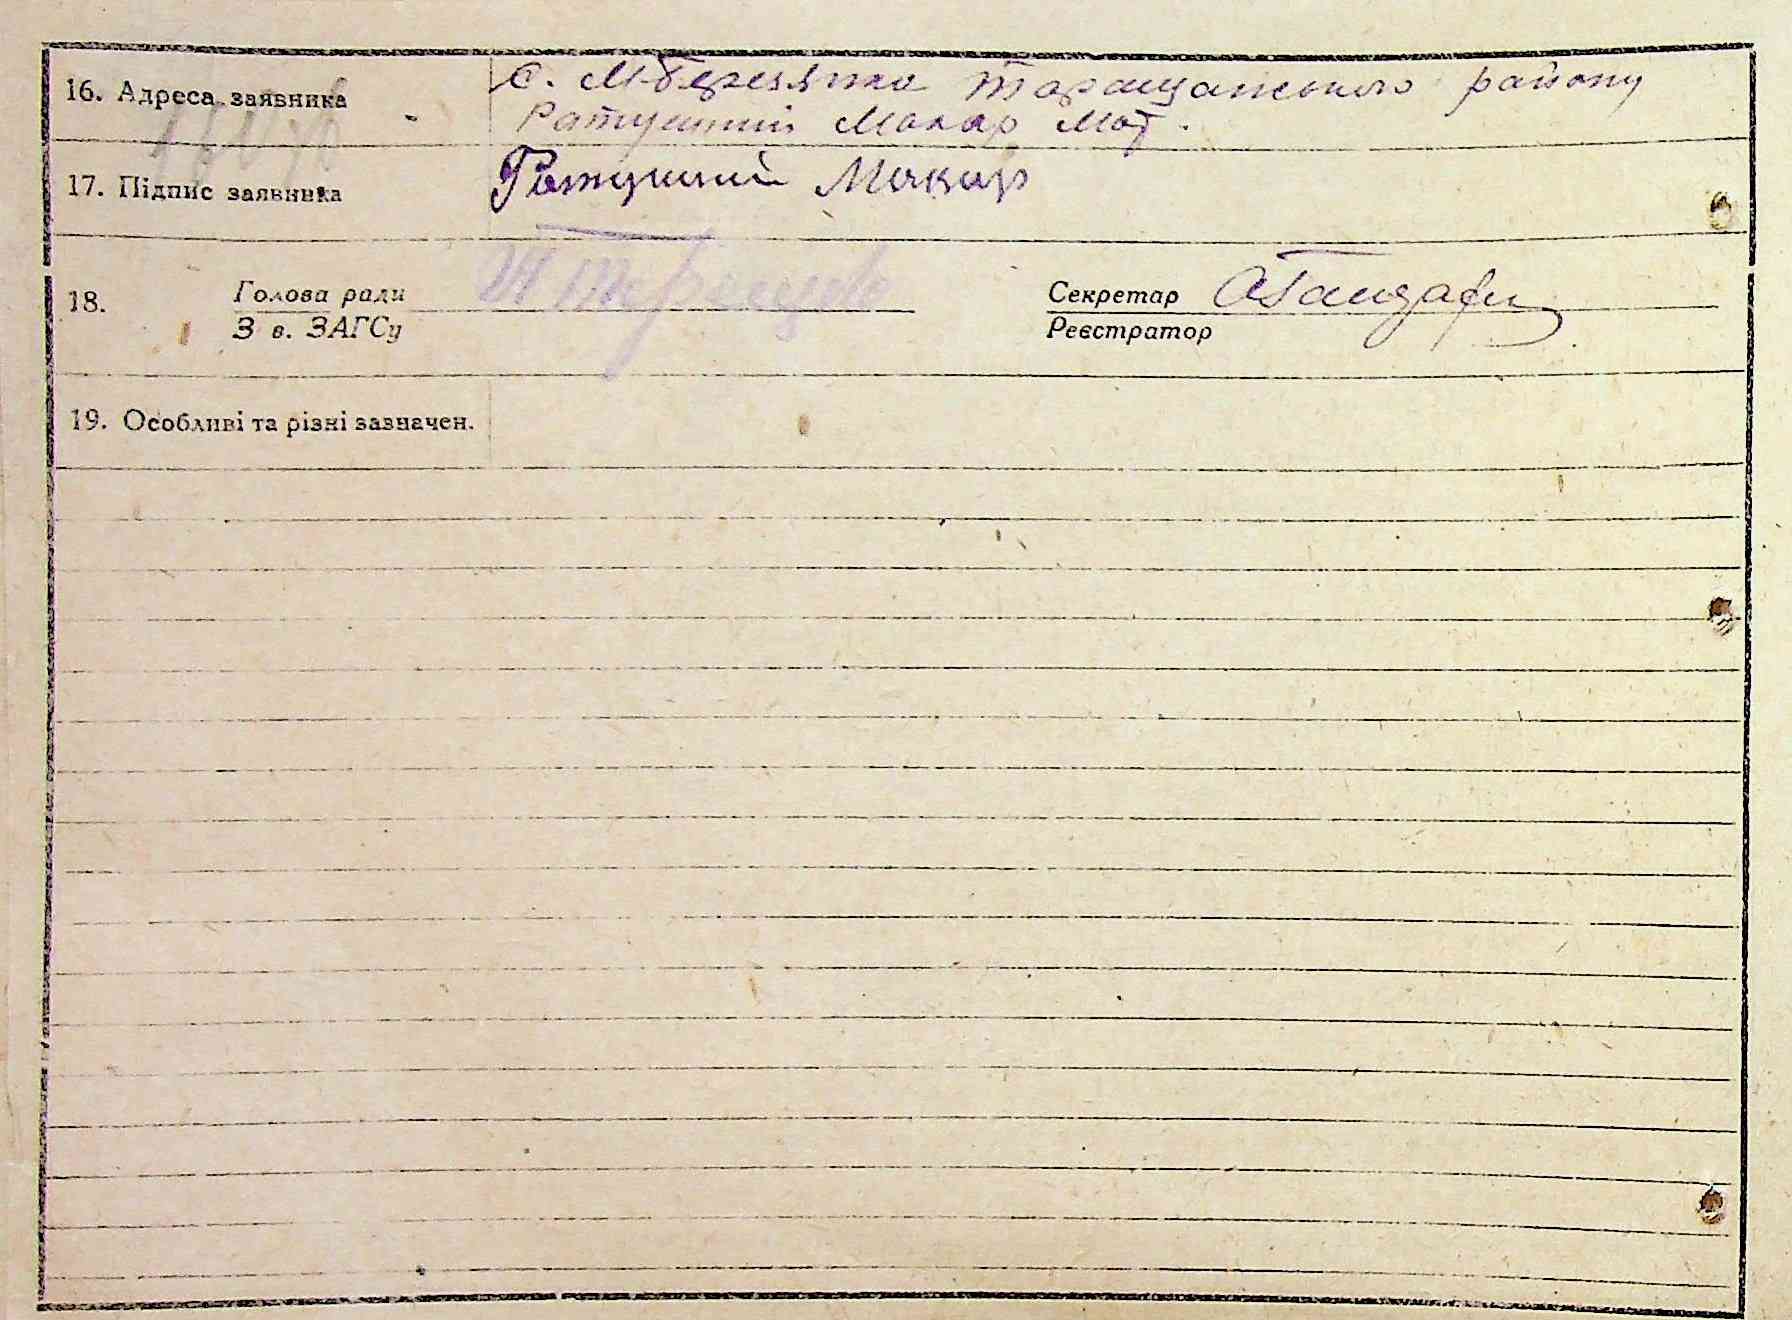 16. Адреса заявника с. М-Березянка Таращанського району
Ратушний Макар Мат.
17. Підпис заявника Ратушний Макар
18. Голова ради Секретар
З в. ЗАГСу Реєстратор
19. Особливі та різні зазначен.